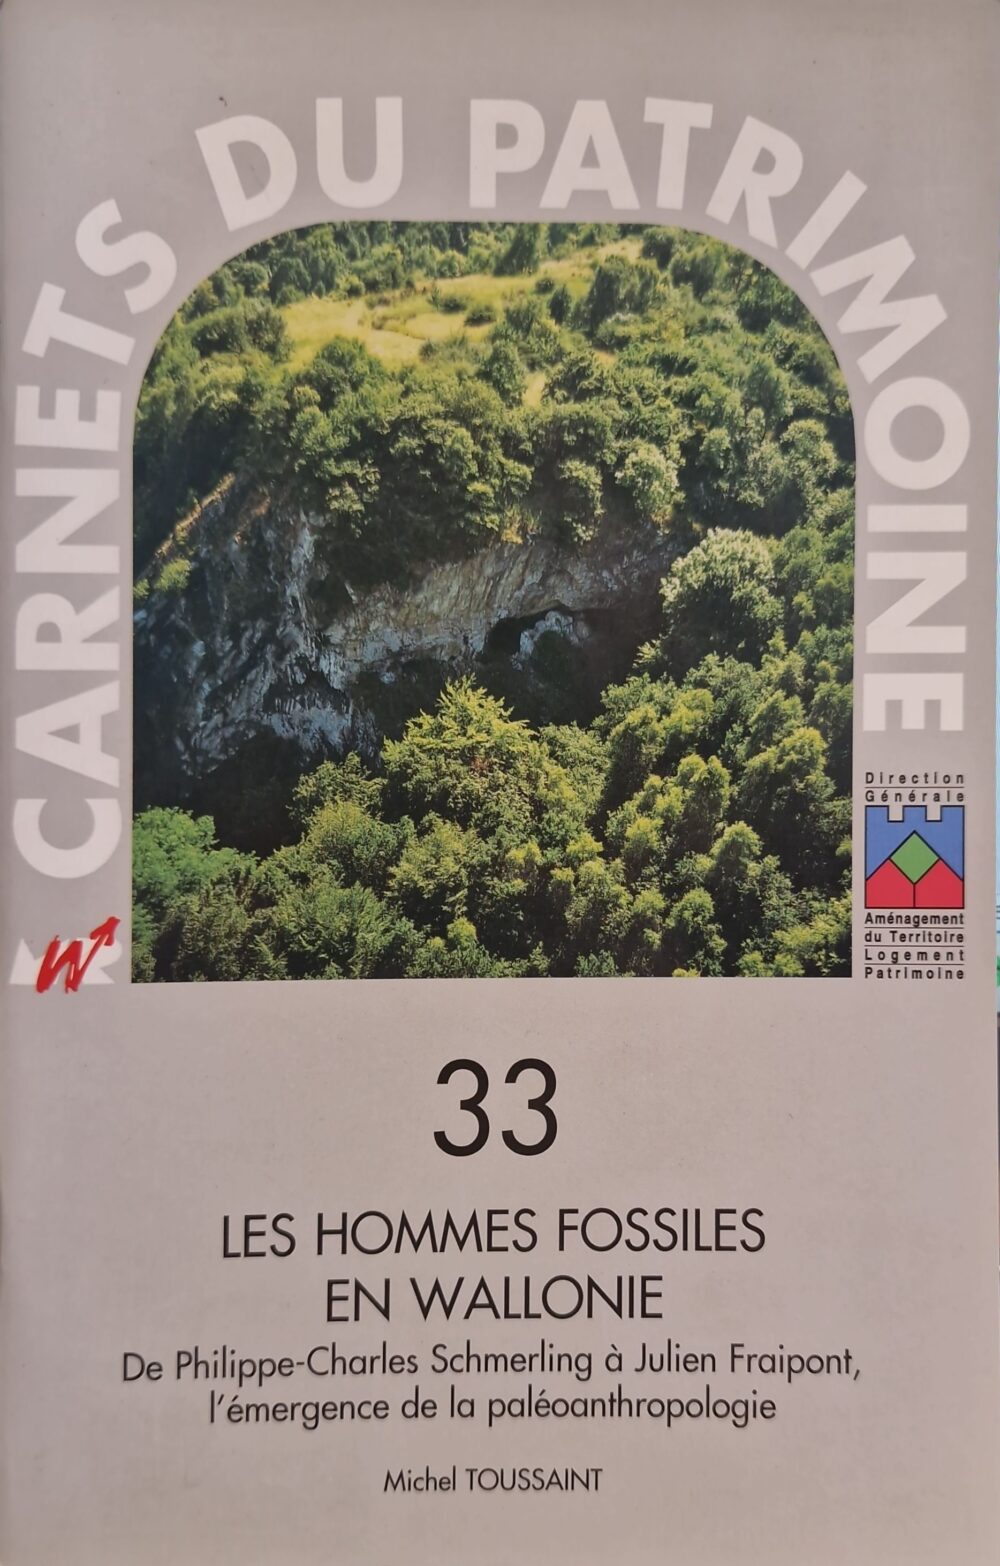 CARNETS DU PATRIMOINE
Direction
Générale
Aménagement
du Territoire
Logement
Patrimoine
W
33
LES HOMMES FOSSILES
EN WALLONIE
De Philippe-Charles Schmerling à Julien Fraipont,
l'émergence de la paléoanthropologie
Michel TOUSSAINT